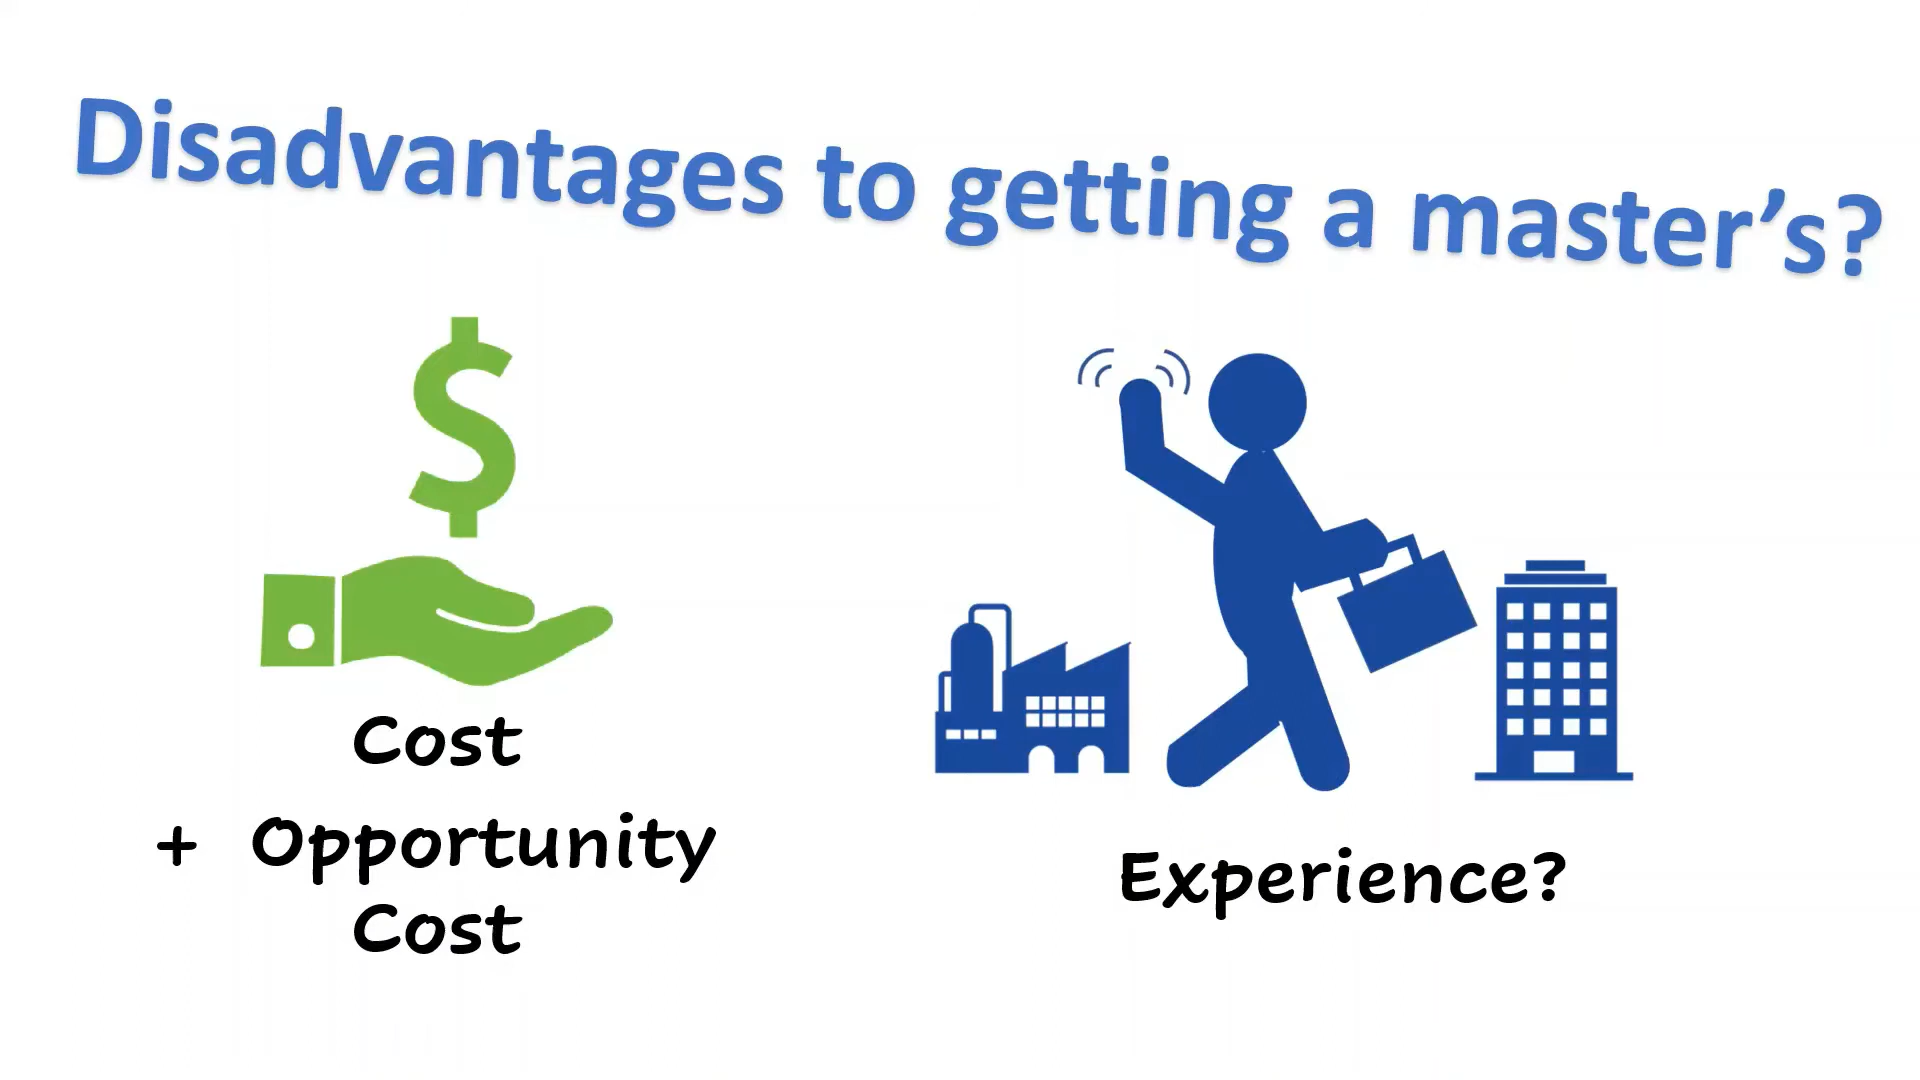 Disadvantages to getting a master’s?
Cost
+ Opportunity
Cost
Experience?